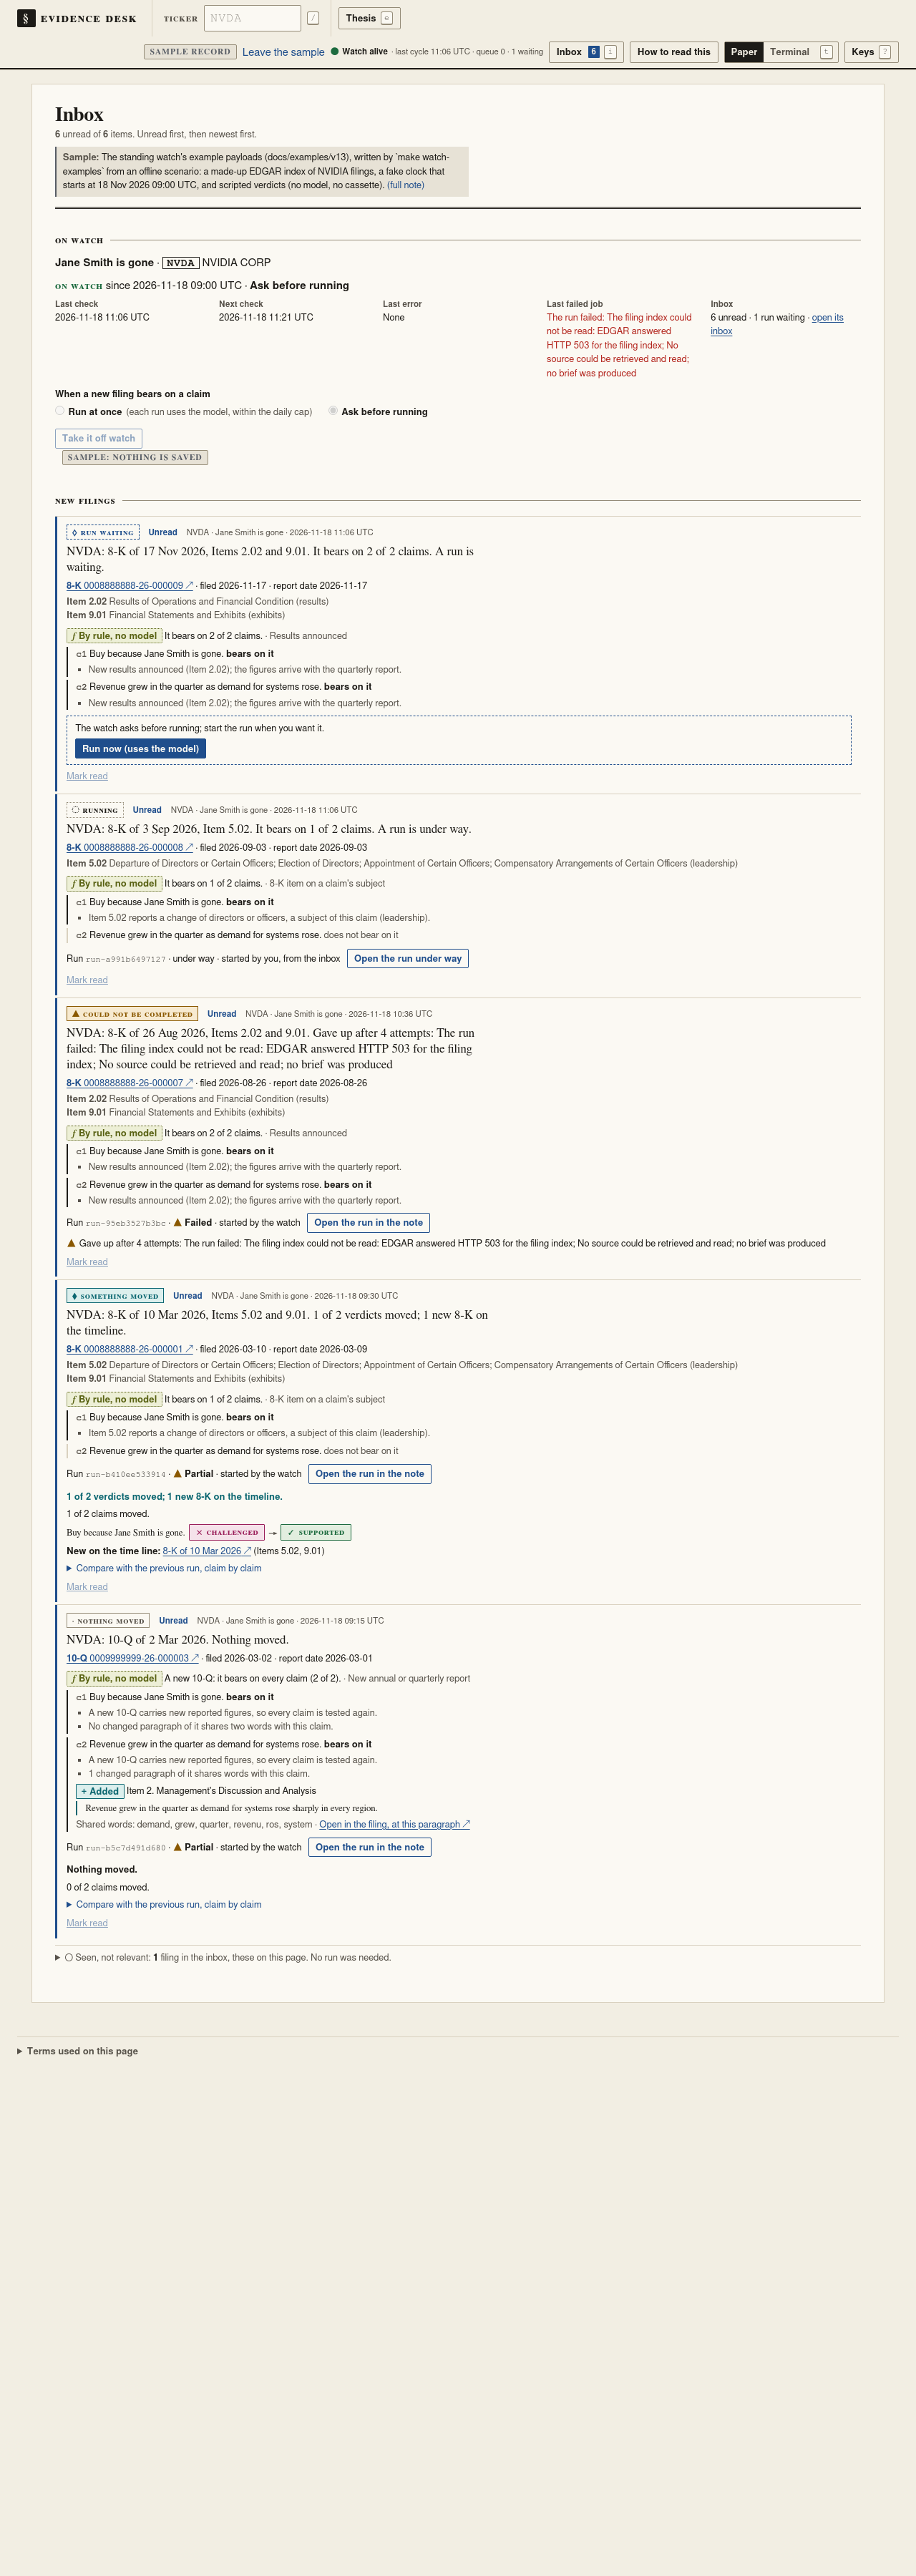 § EVIDENCE DESK TICKER NVDA / Thesis e
SAMPLE RECORD Leave the sample Watch alive · last cycle 11:06 UTC · queue 0 · 1 waiting Inbox 6 i How to read this Paper Terminal t Keys ?
Inbox
6 unread of 6 items. Unread first, then newest first.
Sample: The standing watch's example payloads (docs/examples/v13), written by `make watch-
examples` from an offline scenario: a made-up EDGAR index of NVIDIA filings, a fake clock that
starts at 18 Nov 2026 09:00 UTC, and scripted verdicts (no model, no cassette). (full note)
ON WATCH
Jane Smith is gone · NVDA NVIDIA CORP
ON WATCH since 2026-11-18 09:00 UTC · Ask before running
Last check Next check Last error Last failed job Inbox
2026-11-18 11:06 UTC 2026-11-18 11:21 UTC None The run failed: The filing index could 6 unread · 1 run waiting · open its
not be read: EDGAR answered inbox
HTTP 503 for the filing index; No
source could be retrieved and read;
no brief was produced
When a new filing bears on a claim
Run at once (each run uses the model, within the daily cap) Ask before running
Take it off watch
SAMPLE: NOTHING IS SAVED
NEW FILINGS
◊ RUN WAITING Unread NVDA · Jane Smith is gone · 2026-11-18 11:06 UTC
NVDA: 8-K of 17 Nov 2026, Items 2.02 and 9.01. It bears on 2 of 2 claims. A run is
waiting.
8-K 0008888888-26-000009 ↗ · filed 2026-11-17 · report date 2026-11-17
Item 2.02 Results of Operations and Financial Condition (results)
Item 9.01 Financial Statements and Exhibits (exhibits)
ƒ By rule, no model It bears on 2 of 2 claims. · Results announced
c1 Buy because Jane Smith is gone. bears on it
▪ New results announced (Item 2.02); the figures arrive with the quarterly report.
c2 Revenue grew in the quarter as demand for systems rose. bears on it
▪ New results announced (Item 2.02); the figures arrive with the quarterly report.
The watch asks before running; start the run when you want it.
Run now (uses the model)
Mark read
○ RUNNING Unread NVDA · Jane Smith is gone · 2026-11-18 11:06 UTC
NVDA: 8-K of 3 Sep 2026, Item 5.02. It bears on 1 of 2 claims. A run is under way.
8-K 0008888888-26-000008 ↗ · filed 2026-09-03 · report date 2026-09-03
Item 5.02 Departure of Directors or Certain Officers; Election of Directors; Appointment of Certain Officers; Compensatory Arrangements of Certain Officers (leadership)
ƒ By rule, no model It bears on 1 of 2 claims. · 8-K item on a claim's subject
c1 Buy because Jane Smith is gone. bears on it
▪ Item 5.02 reports a change of directors or officers, a subject of this claim (leadership).
c2 Revenue grew in the quarter as demand for systems rose. does not bear on it
Run run-a991b6497127 · under way · started by you, from the inbox Open the run under way
Mark read
▲ COULD NOT BE COMPLETED Unread NVDA · Jane Smith is gone · 2026-11-18 10:36 UTC
NVDA: 8-K of 26 Aug 2026, Items 2.02 and 9.01. Gave up after 4 attempts: The run
failed: The filing index could not be read: EDGAR answered HTTP 503 for the filing
index; No source could be retrieved and read; no brief was produced
8-K 0008888888-26-000007 ↗ · filed 2026-08-26 · report date 2026-08-26
Item 2.02 Results of Operations and Financial Condition (results)
Item 9.01 Financial Statements and Exhibits (exhibits)
ƒ By rule, no model It bears on 2 of 2 claims. · Results announced
c1 Buy because Jane Smith is gone. bears on it
▪ New results announced (Item 2.02); the figures arrive with the quarterly report.
c2 Revenue grew in the quarter as demand for systems rose. bears on it
▪ New results announced (Item 2.02); the figures arrive with the quarterly report.
Run run-95eb3527b3bc · ▲ Failed · started by the watch Open the run in the note
▲ Gave up after 4 attempts: The run failed: The filing index could not be read: EDGAR answered HTTP 503 for the filing index; No source could be retrieved and read; no brief was produced
Mark read
♦ SOMETHING MOVED Unread NVDA · Jane Smith is gone · 2026-11-18 09:30 UTC
NVDA: 8-K of 10 Mar 2026, Items 5.02 and 9.01. 1 of 2 verdicts moved; 1 new 8-K on
the timeline.
8-K 0008888888-26-000001 ↗ · filed 2026-03-10 · report date 2026-03-09
Item 5.02 Departure of Directors or Certain Officers; Election of Directors; Appointment of Certain Officers; Compensatory Arrangements of Certain Officers (leadership)
Item 9.01 Financial Statements and Exhibits (exhibits)
ƒ By rule, no model It bears on 1 of 2 claims. · 8-K item on a claim's subject
c1 Buy because Jane Smith is gone. bears on it
▪ Item 5.02 reports a change of directors or officers, a subject of this claim (leadership).
c2 Revenue grew in the quarter as demand for systems rose. does not bear on it
Run run-b410ee533914 · ▲ Partial · started by the watch Open the run in the note
1 of 2 verdicts moved; 1 new 8-K on the timeline.
1 of 2 claims moved.
Buy because Jane Smith is gone. ✕ CHALLENGED → ✓ SUPPORTED
New on the time line: 8-K of 10 Mar 2026 ↗ (Items 5.02, 9.01)
▶ Compare with the previous run, claim by claim
Mark read
· NOTHING MOVED Unread NVDA · Jane Smith is gone · 2026-11-18 09:15 UTC
NVDA: 10-Q of 2 Mar 2026. Nothing moved.
10-Q 0009999999-26-000003 ↗ · filed 2026-03-02 · report date 2026-03-01
ƒ By rule, no model A new 10-Q: it bears on every claim (2 of 2). · New annual or quarterly report
c1 Buy because Jane Smith is gone. bears on it
▪ A new 10-Q carries new reported figures, so every claim is tested again.
▪ No changed paragraph of it shares two words with this claim.
c2 Revenue grew in the quarter as demand for systems rose. bears on it
▪ A new 10-Q carries new reported figures, so every claim is tested again.
▪ 1 changed paragraph of it shares words with this claim.
+ Added Item 2. Management's Discussion and Analysis
Revenue grew in the quarter as demand for systems rose sharply in every region.
Shared words: demand, grew, quarter, revenu, ros, system · Open in the filing, at this paragraph ↗
Run run-b5c7d491d680 · ▲ Partial · started by the watch Open the run in the note
Nothing moved.
0 of 2 claims moved.
▶ Compare with the previous run, claim by claim
Mark read
▶ ○ Seen, not relevant: 1 filing in the inbox, these on this page. No run was needed.
▶ Terms used on this page